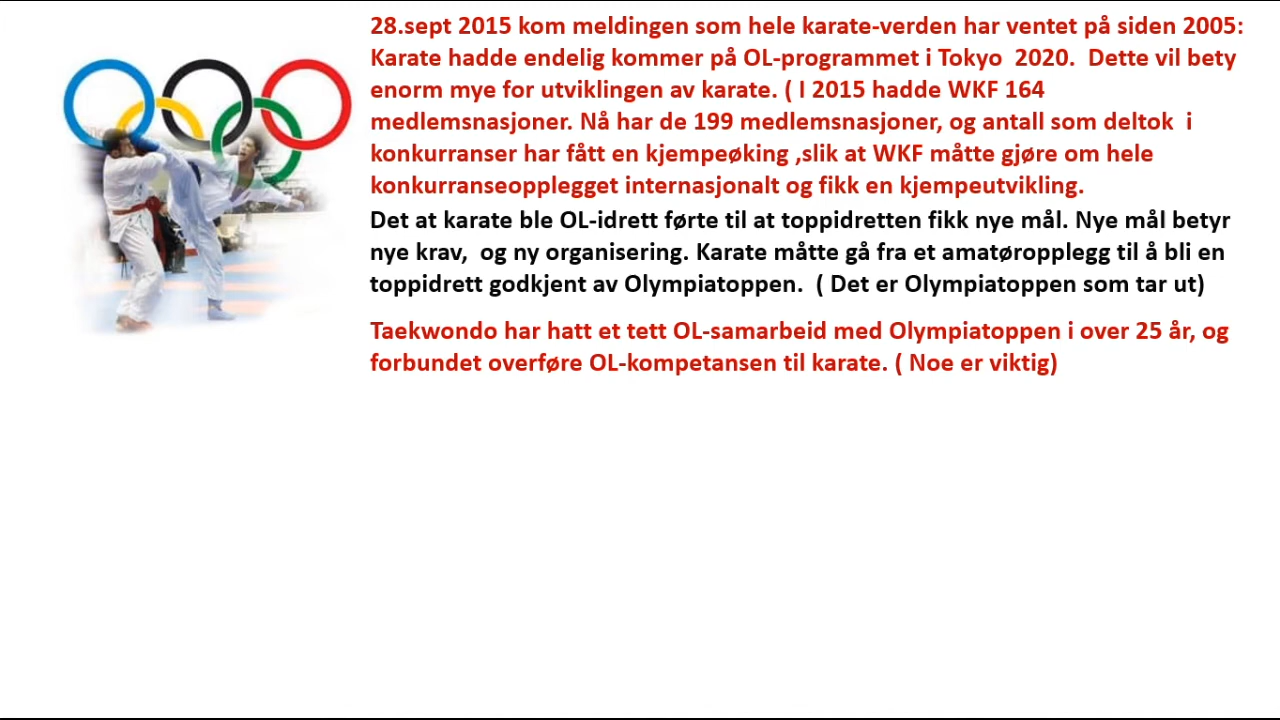 28.sept 2015 kom meldingen som hele karate-verden har ventet på siden 2005:
Karate hadde endelig kommer på OL-programmet i Tokyo  2020.  Dette vil bety
enorm mye for utviklingen av karate. ( I 2015 hadde WKF 164
medlemsnasjoner. Nå har de 199 medlemsnasjoner, og antall som deltok  i
konkurranser har fått en kjempeøking ,slik at WKF måtte gjøre om hele
konkurranseopplegget internasjonalt og fikk en kjempeutvikling.
Det at karate ble OL-idrett førte til at toppidretten fikk nye mål. Nye mål betyr
nye krav,  og ny organisering. Karate måtte gå fra et amatøropplegg til å bli en
toppidrett godkjent av Olympiatoppen.  ( Det er Olympiatoppen som tar ut)
Taekwondo har hatt et tett OL-samarbeid med Olympiatoppen i over 25 år, og
forbundet overføre OL-kompetansen til karate. ( Noe er viktig)